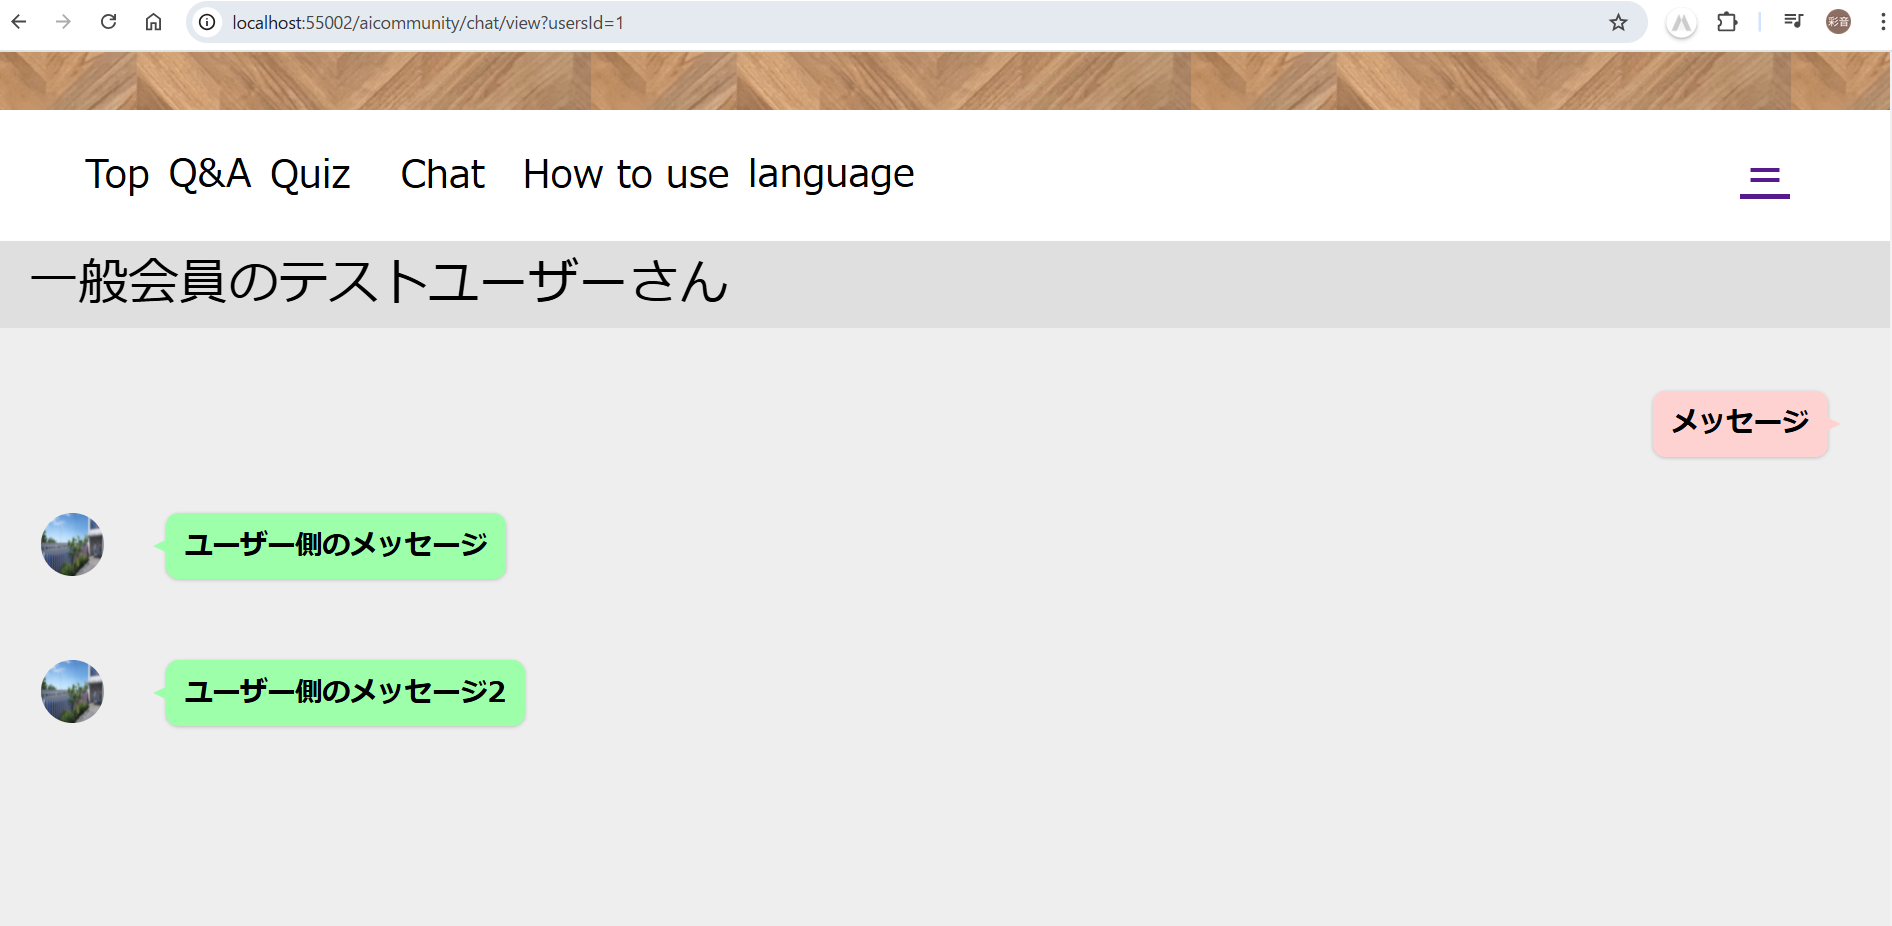 localhost:55002/aicommunity/chat/view?usersId=1
彩音
Top Q&A Quiz Chat How to use language
一般会員のテストユーザーさん
メッセージ
ユーザー側のメッセージ
ユーザー側のメッセージ2